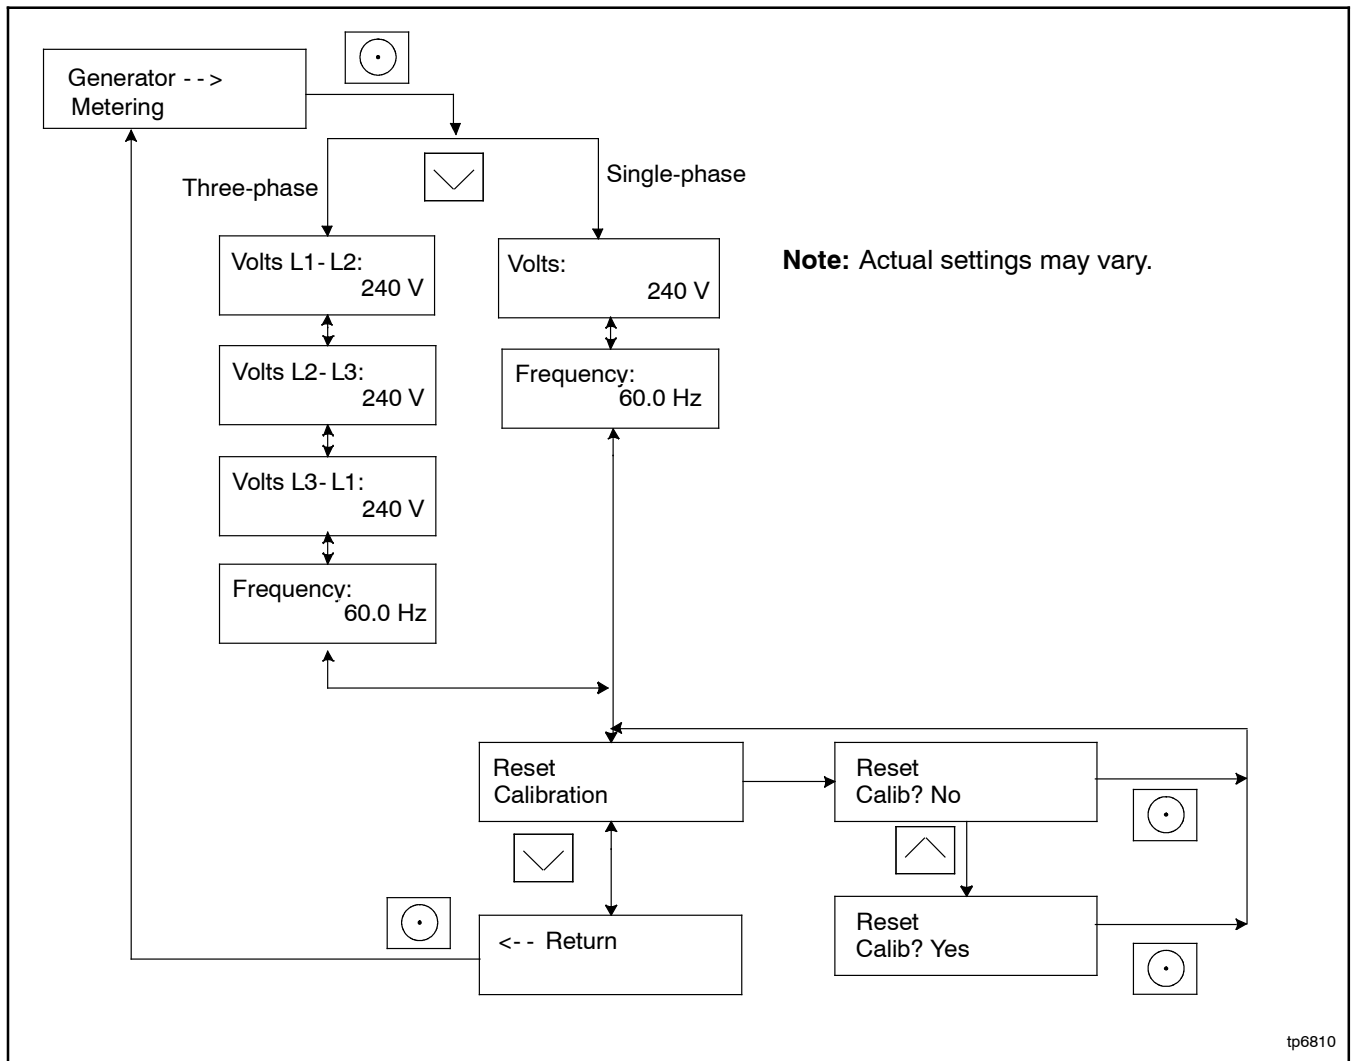 Generator - - >
Metering
Three-phase
Single-phase
Volts L1- L2:
240 V
Volts:
240 V
Note: Actual settings may vary.
Volts L2- L3:
240 V
Frequency:
60.0 Hz
Volts L3- L1:
240 V
Frequency:
60.0 Hz
Reset
Calibration
Reset
Calib? No
<- - Return
Reset
Calib? Yes
tp6810